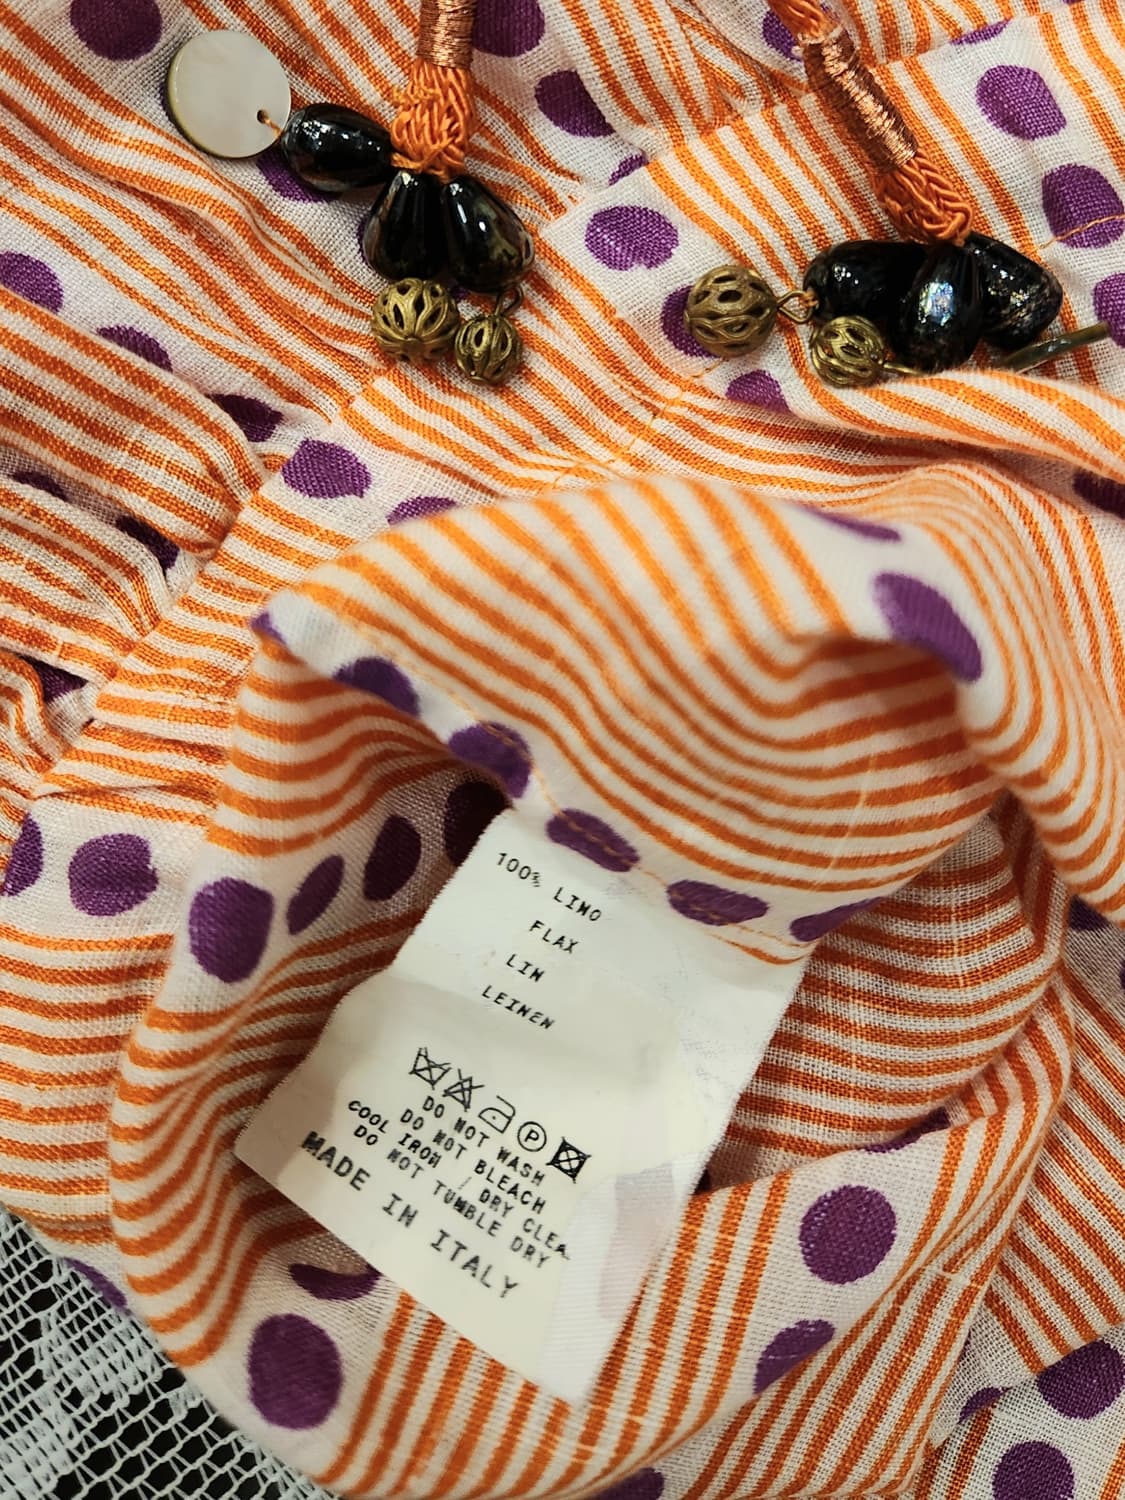 100% LINO
FLAX
LIN
LEINEN
P
DO NOT WASH
DO NOT BLEACH
COOL IRON / DRY CLEA.
DO NOT TUMBLE DRY
MADE IN ITALY